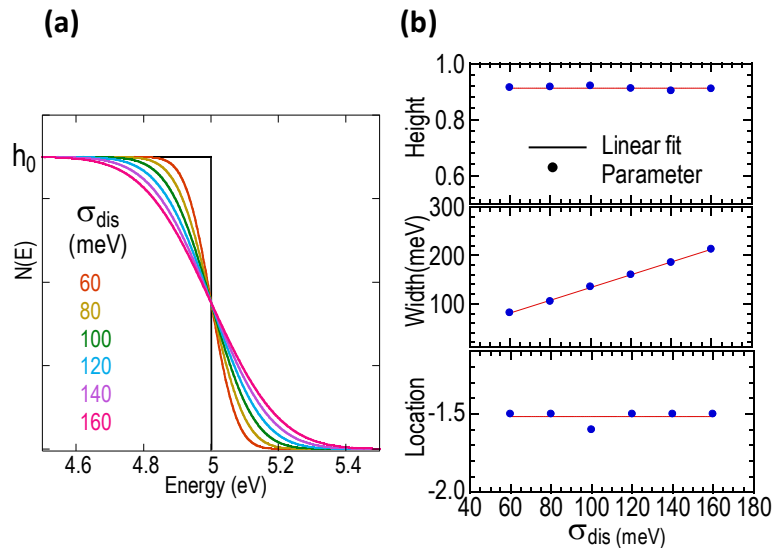 (a)
h₀
N(E)
σdis
(meV)
60
80
100
120
140
160
4.6 4.8 5 5.2 5.4
Energy (eV)
(b)
1.0
0.8
0.6
Height
Linear fit
Parameter
300
200
100
Width(meV)
-1.5
-2.0
Location
40 60 80 100 120 140 160 180
σdis (meV)